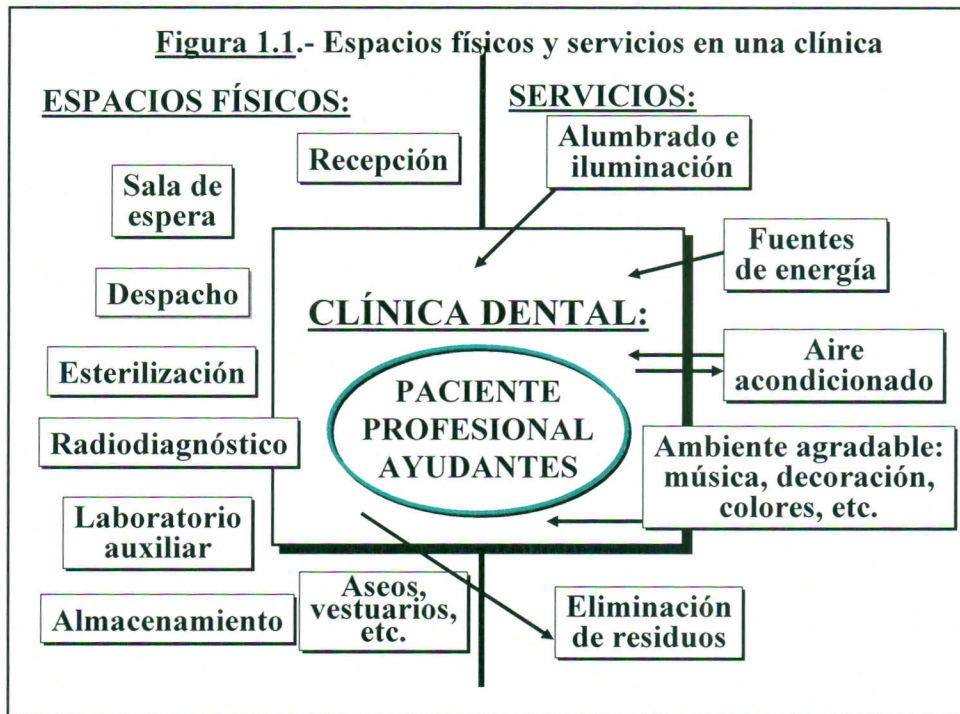 Figura 1.1.- Espacios físicos y servicios en una clínica
ESPACIOS FÍSICOS:
Recepción
Sala de
espera
Despacho
Esterilización
Radiodiagnóstico
Laboratorio
auxiliar
Almacenamiento
Aseos,
vestuarios,
etc.
CLÍNICA DENTAL:
PACIENTE
PROFESIONAL
AYUDANTES
SERVICIOS:
Alumbrado e
iluminación
Fuentes
de energía
Aire
acondicionado
Ambiente agradable:
música, decoración,
colores, etc.
Eliminación
de residuos